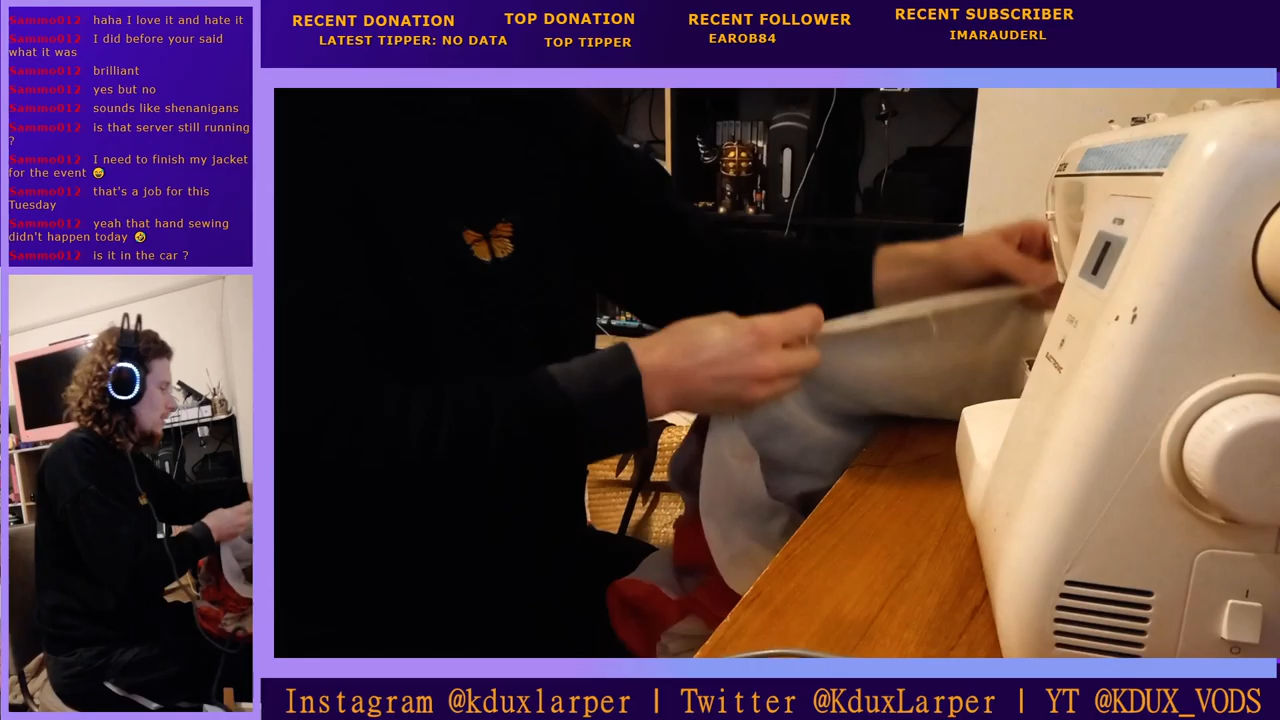 Sammo012 haha I love it and hate it
Sammo012 I did before your said
what it was
Sammo012 brilliant
Sammo012 yes but no
Sammo012 sounds like shenanigans
Sammo012 is that server still running
?
Sammo012 I need to finish my jacket
for the event 😅
Sammo012 that's a job for this
Tuesday
Sammo012 yeah that hand sewing
didn't happen today 🤣
Sammo012 is it in the car ?
RECENT DONATION
LATEST TIPPER: NO DATA
TOP DONATION
TOP TIPPER
RECENT FOLLOWER
EAROB84
RECENT SUBSCRIBER
IMARAUDERL
Instagram @kduxlarper | Twitter @KduxLarper | YT @KDUX_VODS